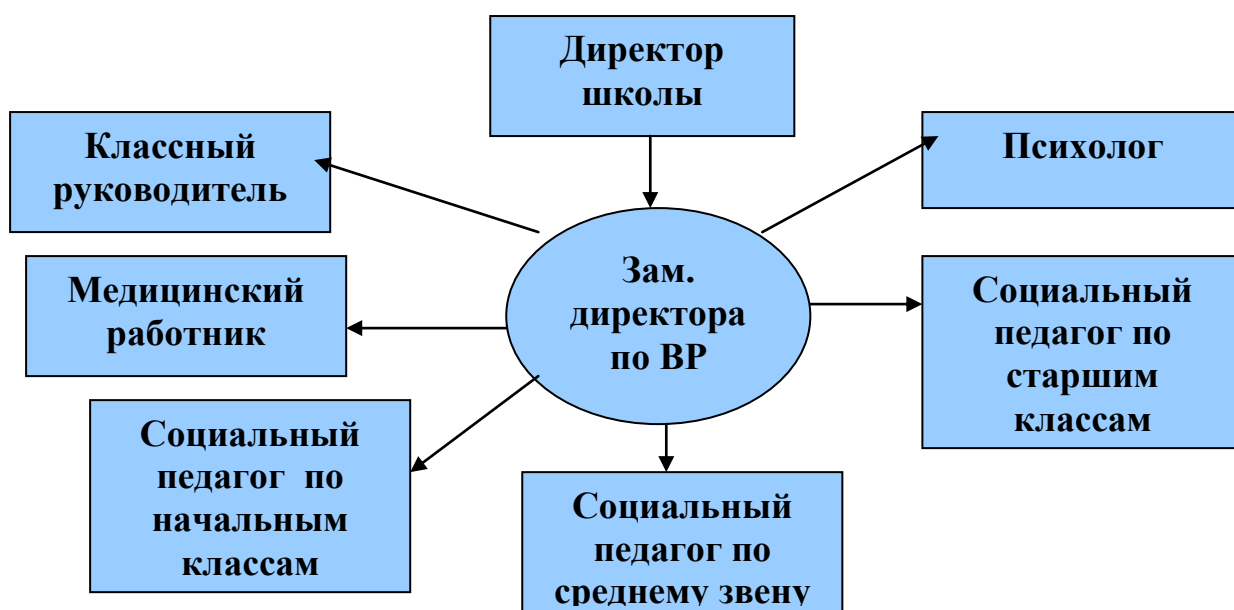 Директор
школы
Классный
руководитель
Психолог
Зам.
директора
по ВР
Медицинский
работник
Социальный
педагог по
старшим
классам
Социальный
педагог по
начальным
классам
Социальный
педагог по
среднему звену